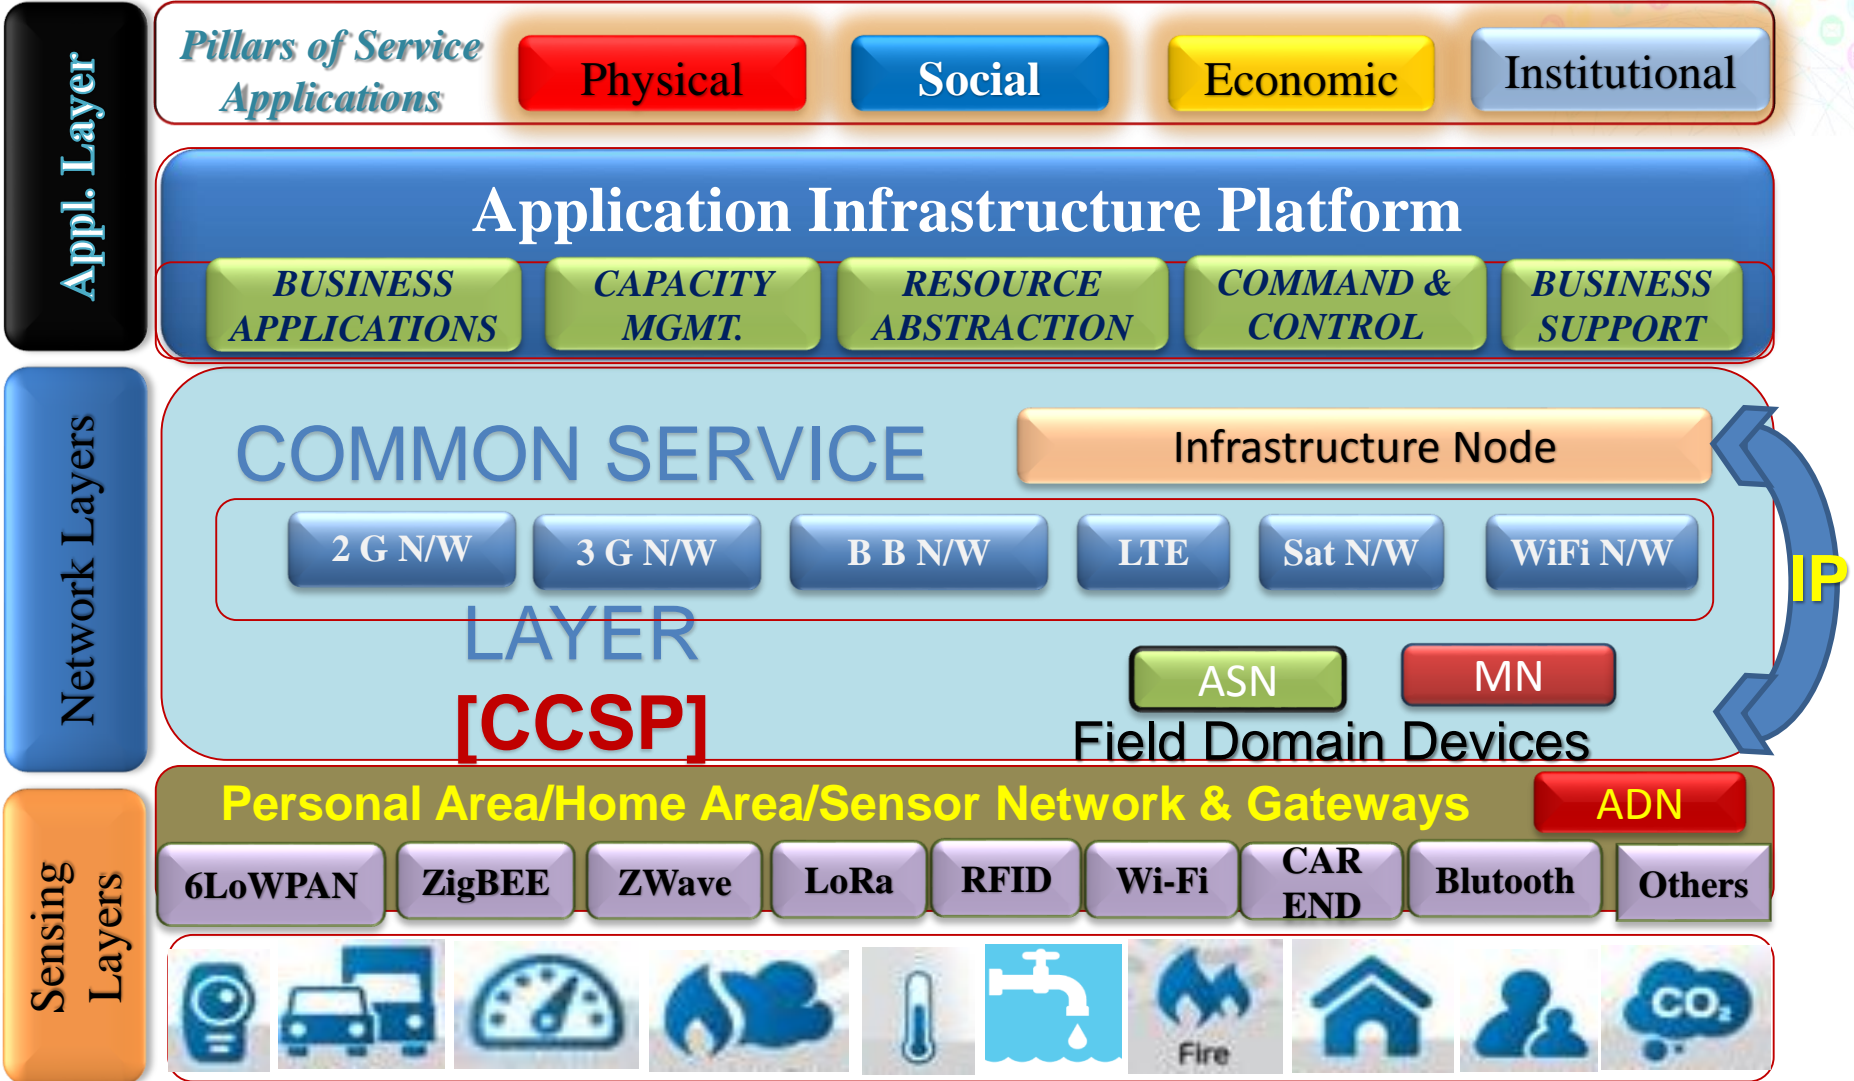 Appl. Layer
Pillars of Service
Applications
Physical
Social
Economic
Institutional
Application Infrastructure Platform
BUSINESS
APPLICATIONS
CAPACITY
MGMT.
RESOURCE
ABSTRACTION
COMMAND &
CONTROL
BUSINESS
SUPPORT
Network Layers
COMMON SERVICE
Infrastructure Node
2 G N/W
3 G N/W
B B N/W
LTE
Sat N/W
WiFi N/W
IP
LAYER
[CCSP]
ASN
MN
Field Domain Devices
Sensing
Layers
Personal Area/Home Area/Sensor Network & Gateways
ADN
6LoWPAN
ZigBEE
ZWave
LoRa
RFID
Wi-Fi
CAR
END
Blutooth
Others
Fire
CO₂